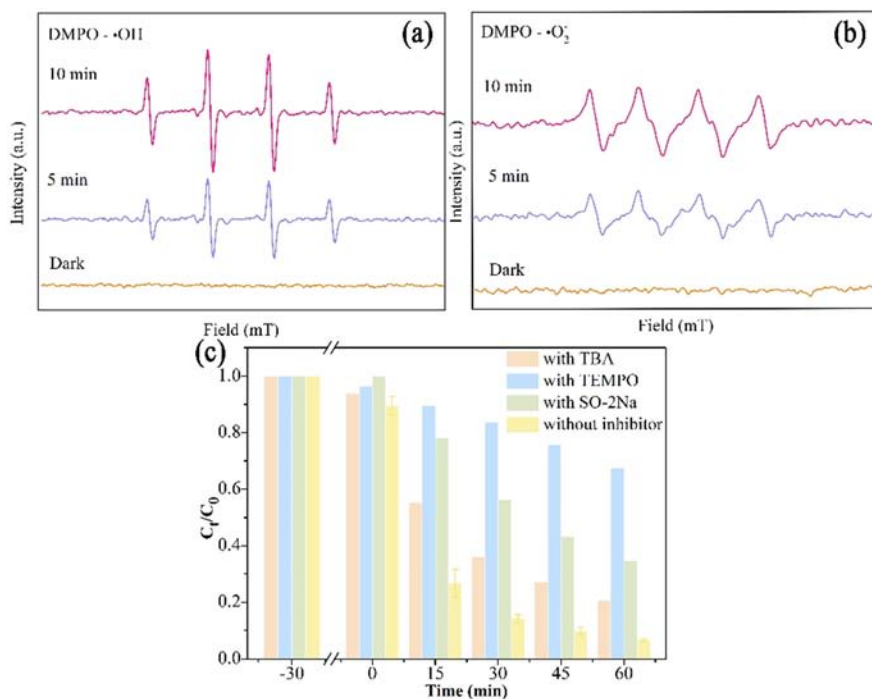 DMPO - •OH
(a)
10 min
5 min
Dark
Intensity (a.u.)
Field (mT)
DMPO - •O₂⁻
(b)
10 min
5 min
Dark
Intensity (a.u.)
Field (mT)
(c)
with TBA
with TEMPO
with SO-2Na
without inhibitor
1.0
0.8
0.6
0.4
0.2
0.0
Cₜ/C₀
-30 0 15 30 45 60
Time (min)